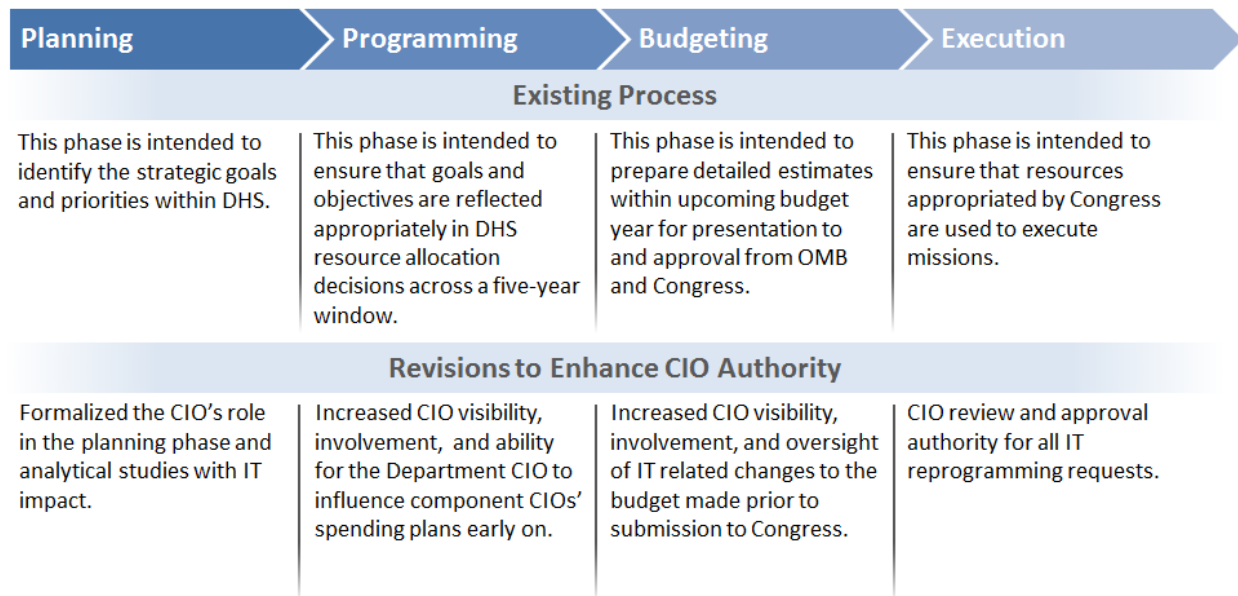 Planning
Programming
Budgeting
Execution
Existing Process
This phase is intended to
identify the strategic goals
and priorities within DHS.
This phase is intended to
ensure that goals and
objectives are reflected
appropriately in DHS
resource allocation
decisions across a five-year
window.
This phase is intended to
prepare detailed estimates
within upcoming budget
year for presentation to
and approval from OMB
and Congress.
This phase is intended to
ensure that resources
appropriated by Congress
are used to execute
missions.
Revisions to Enhance CIO Authority
Formalized the CIO’s role
in the planning phase and
analytical studies with IT
impact.
Increased CIO visibility,
involvement, and ability
for the Department CIO to
influence component CIOs’
spending plans early on.
Increased CIO visibility,
involvement, and oversight
of IT related changes to the
budget made prior to
submission to Congress.
CIO review and approval
authority for all IT
reprogramming requests.